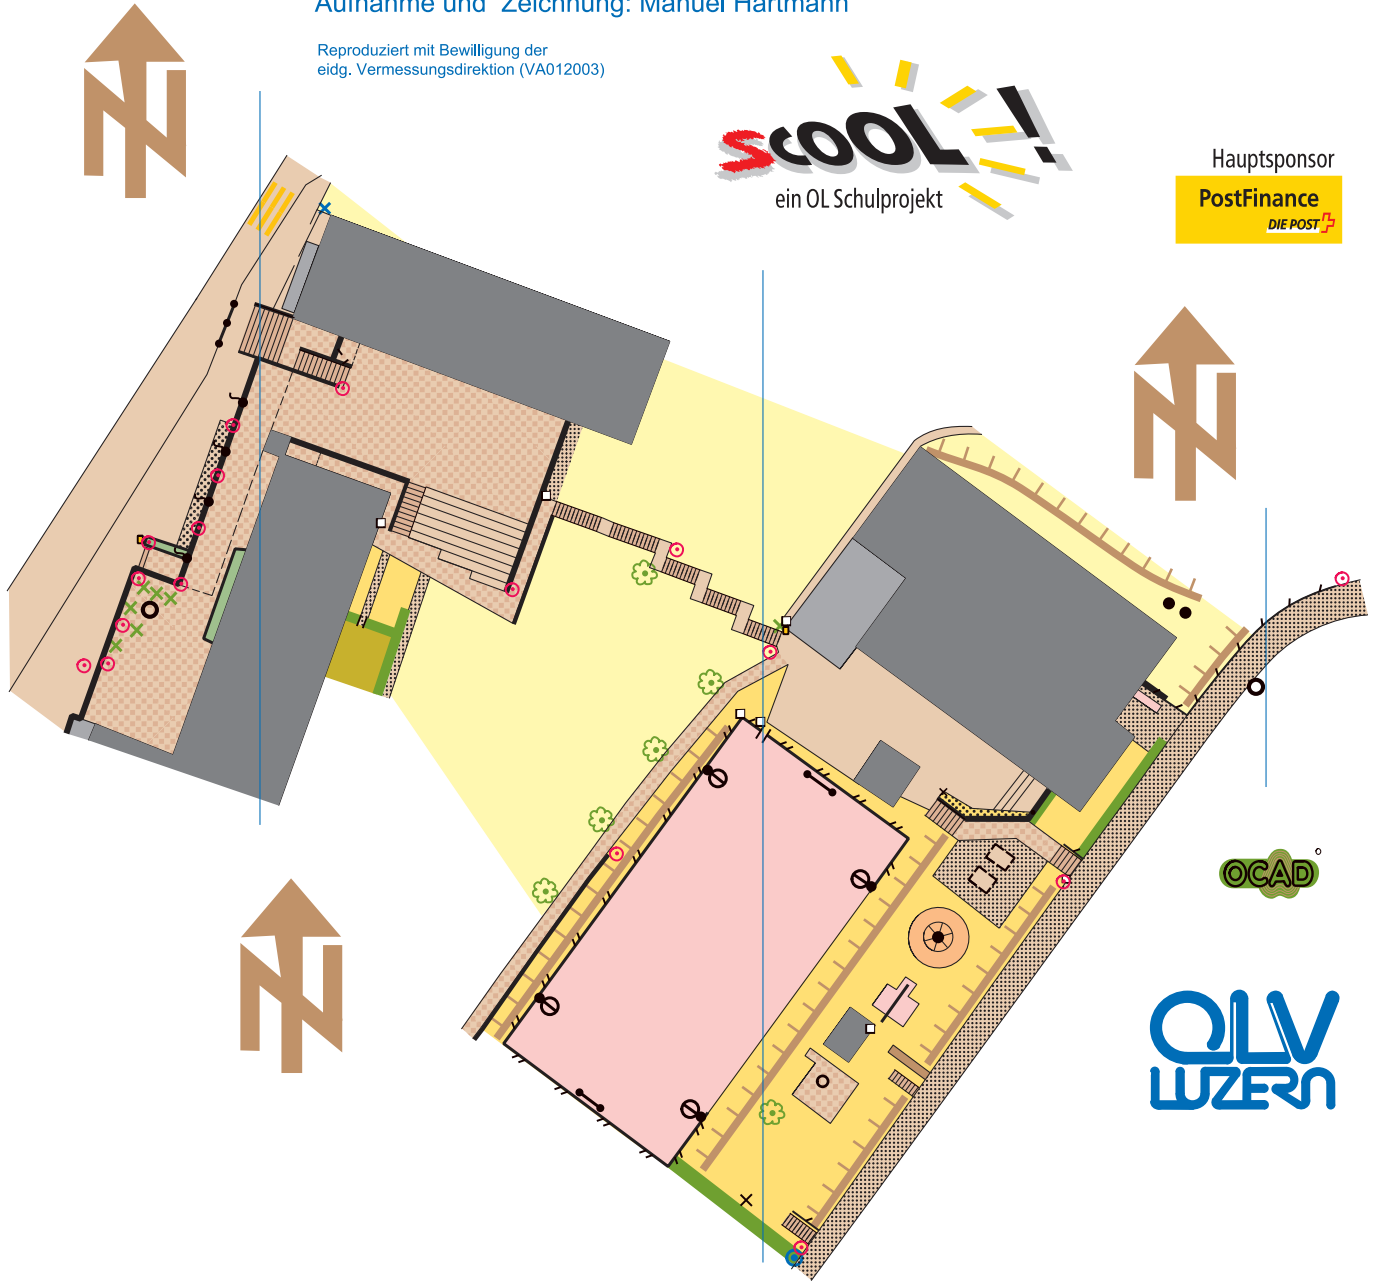 Aufnahme und Zeichnung: Manuel Hartmann
Reproduziert mit Bewilligung der
eidg. Vermessungsdirektion (VA012003)
scOOL!
ein OL Schulprojekt
Hauptsponsor
PostFinance
DIE POST
N
N
N
OCAD
OLV
LUZERN